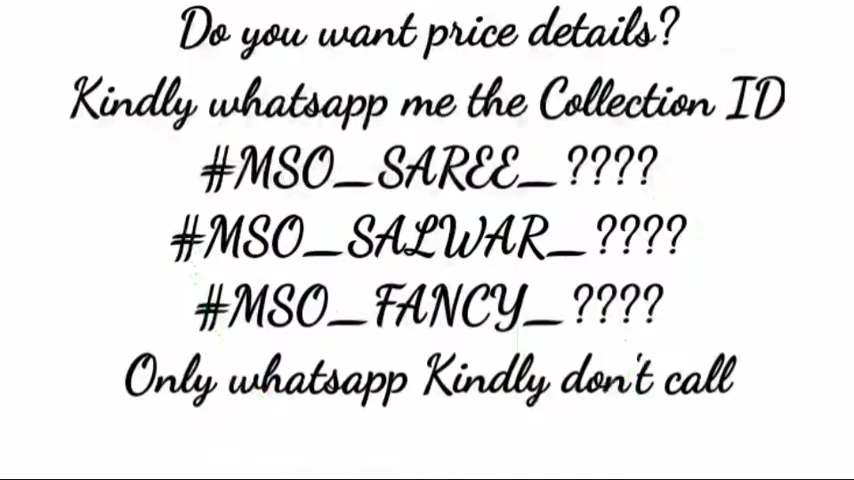 Do you want price details?
Kindly whatsapp me the Collection ID
#MSO_SAREE_????
#MSO_SALWAR_????
#MSO_FANCY_????
Only whatsapp Kindly don't call